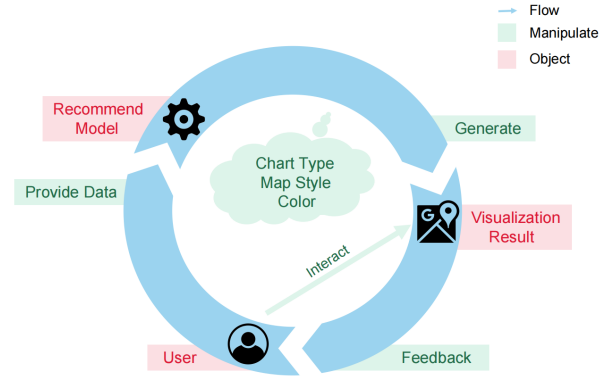 Flow
Manipulate
Object
Recommend
Model
Generate
Chart Type
Map Style
Color
Provide Data
G
Visualization
Result
Interact
User
Feedback